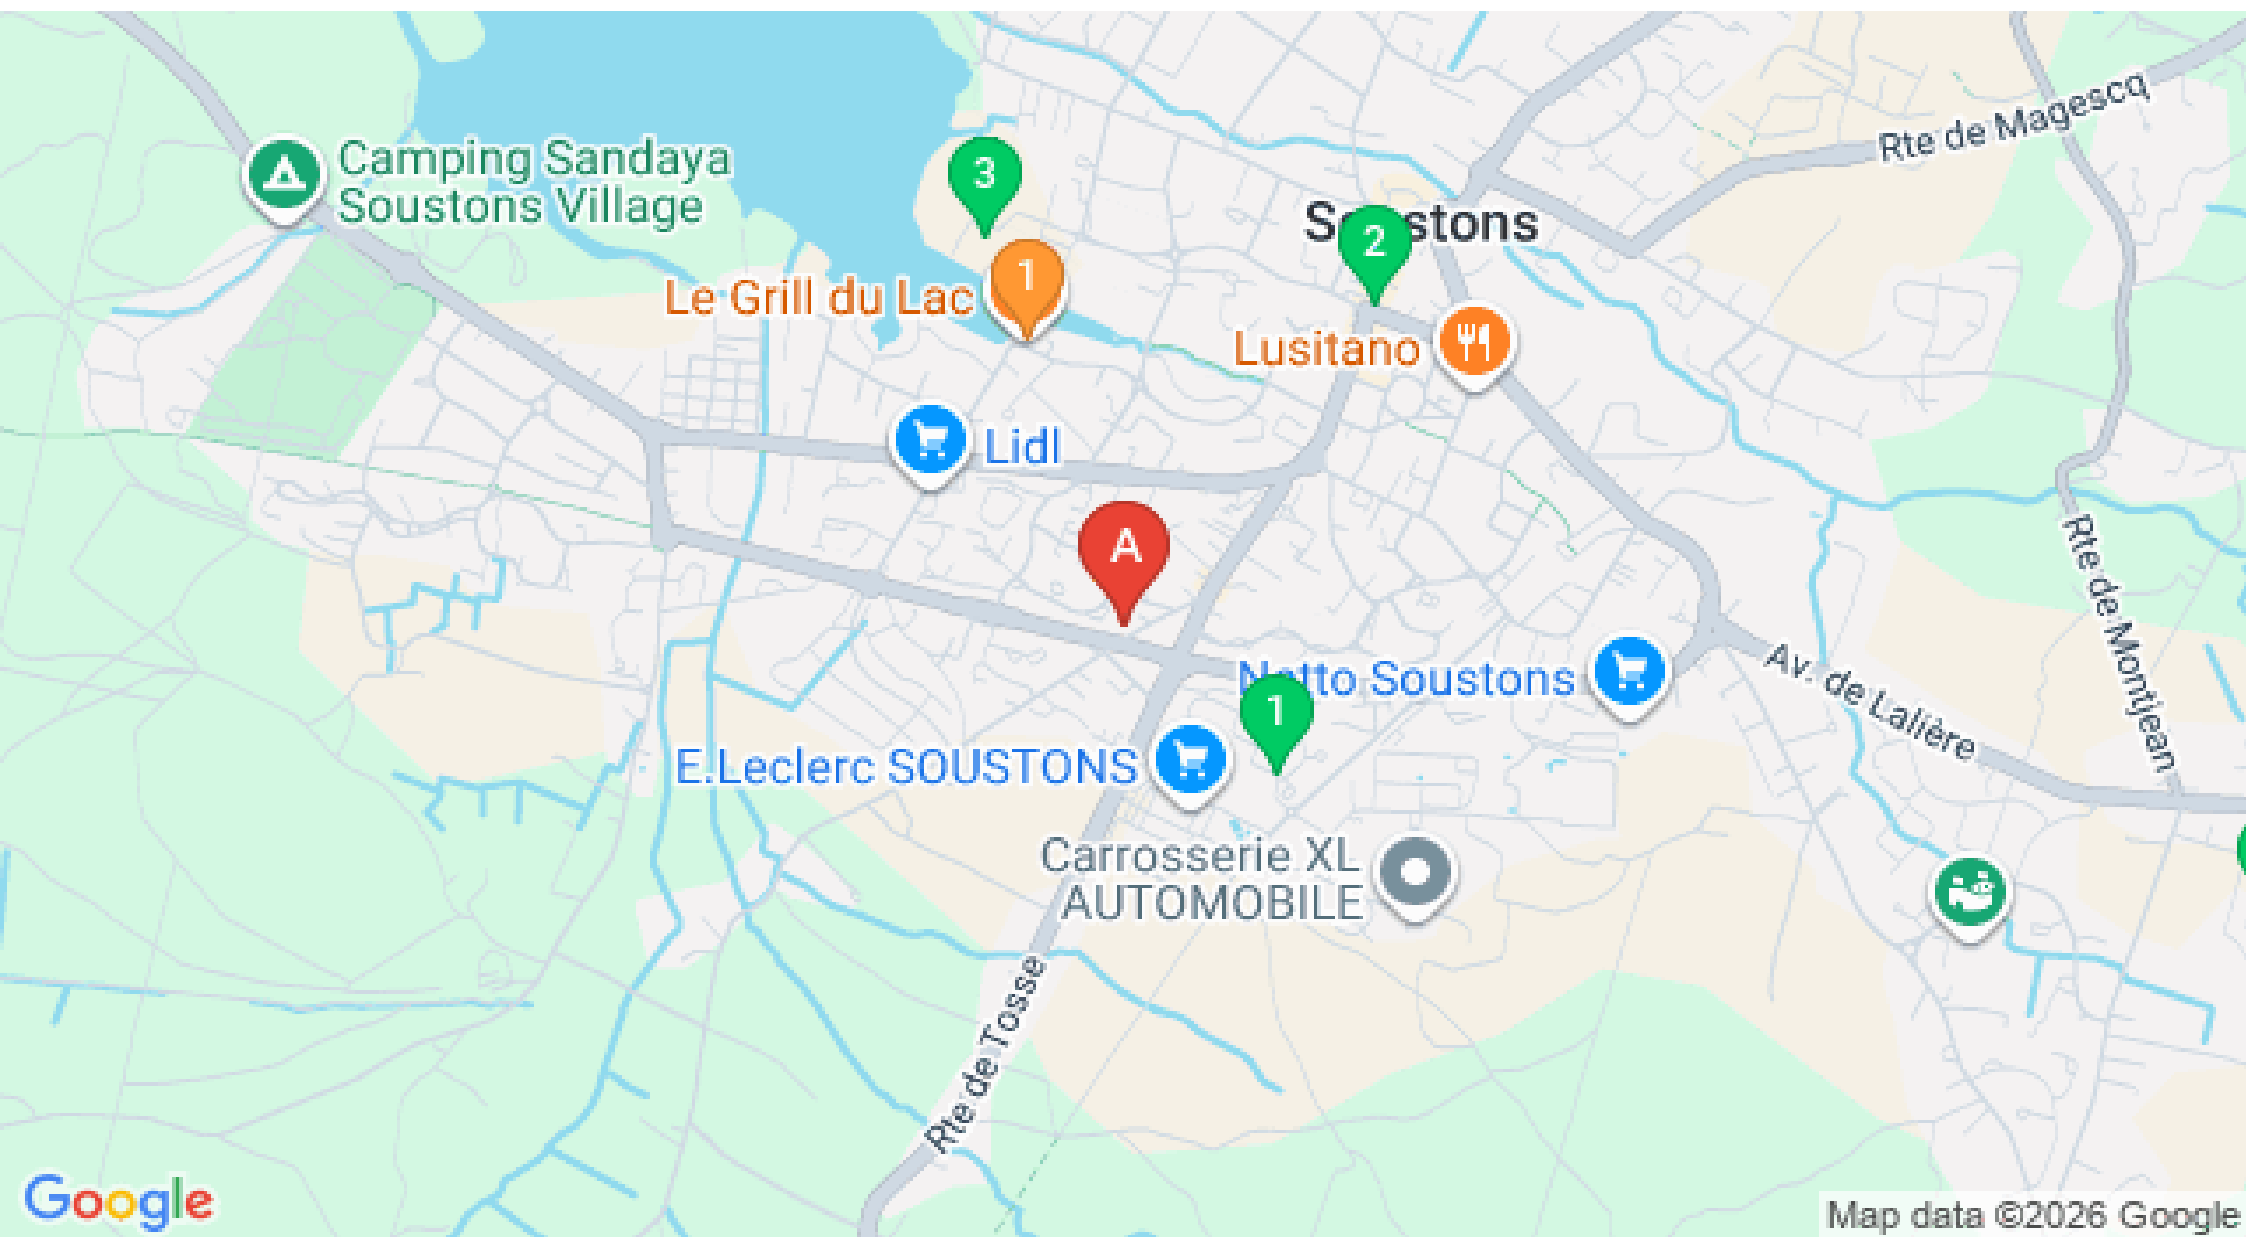 Rte de Magescq
Camping Sandaya
Soustons Village
3
2
1
Le Grill du Lac
Lusitano
Lidl
A
Rte de Montjean
Soustons
1
Av. de Lalière
E.Leclerc SOUSTONS
Carrosserie XL
AUTOMOBILE
Rte de Tosse
Google
Map data ©2026 Google